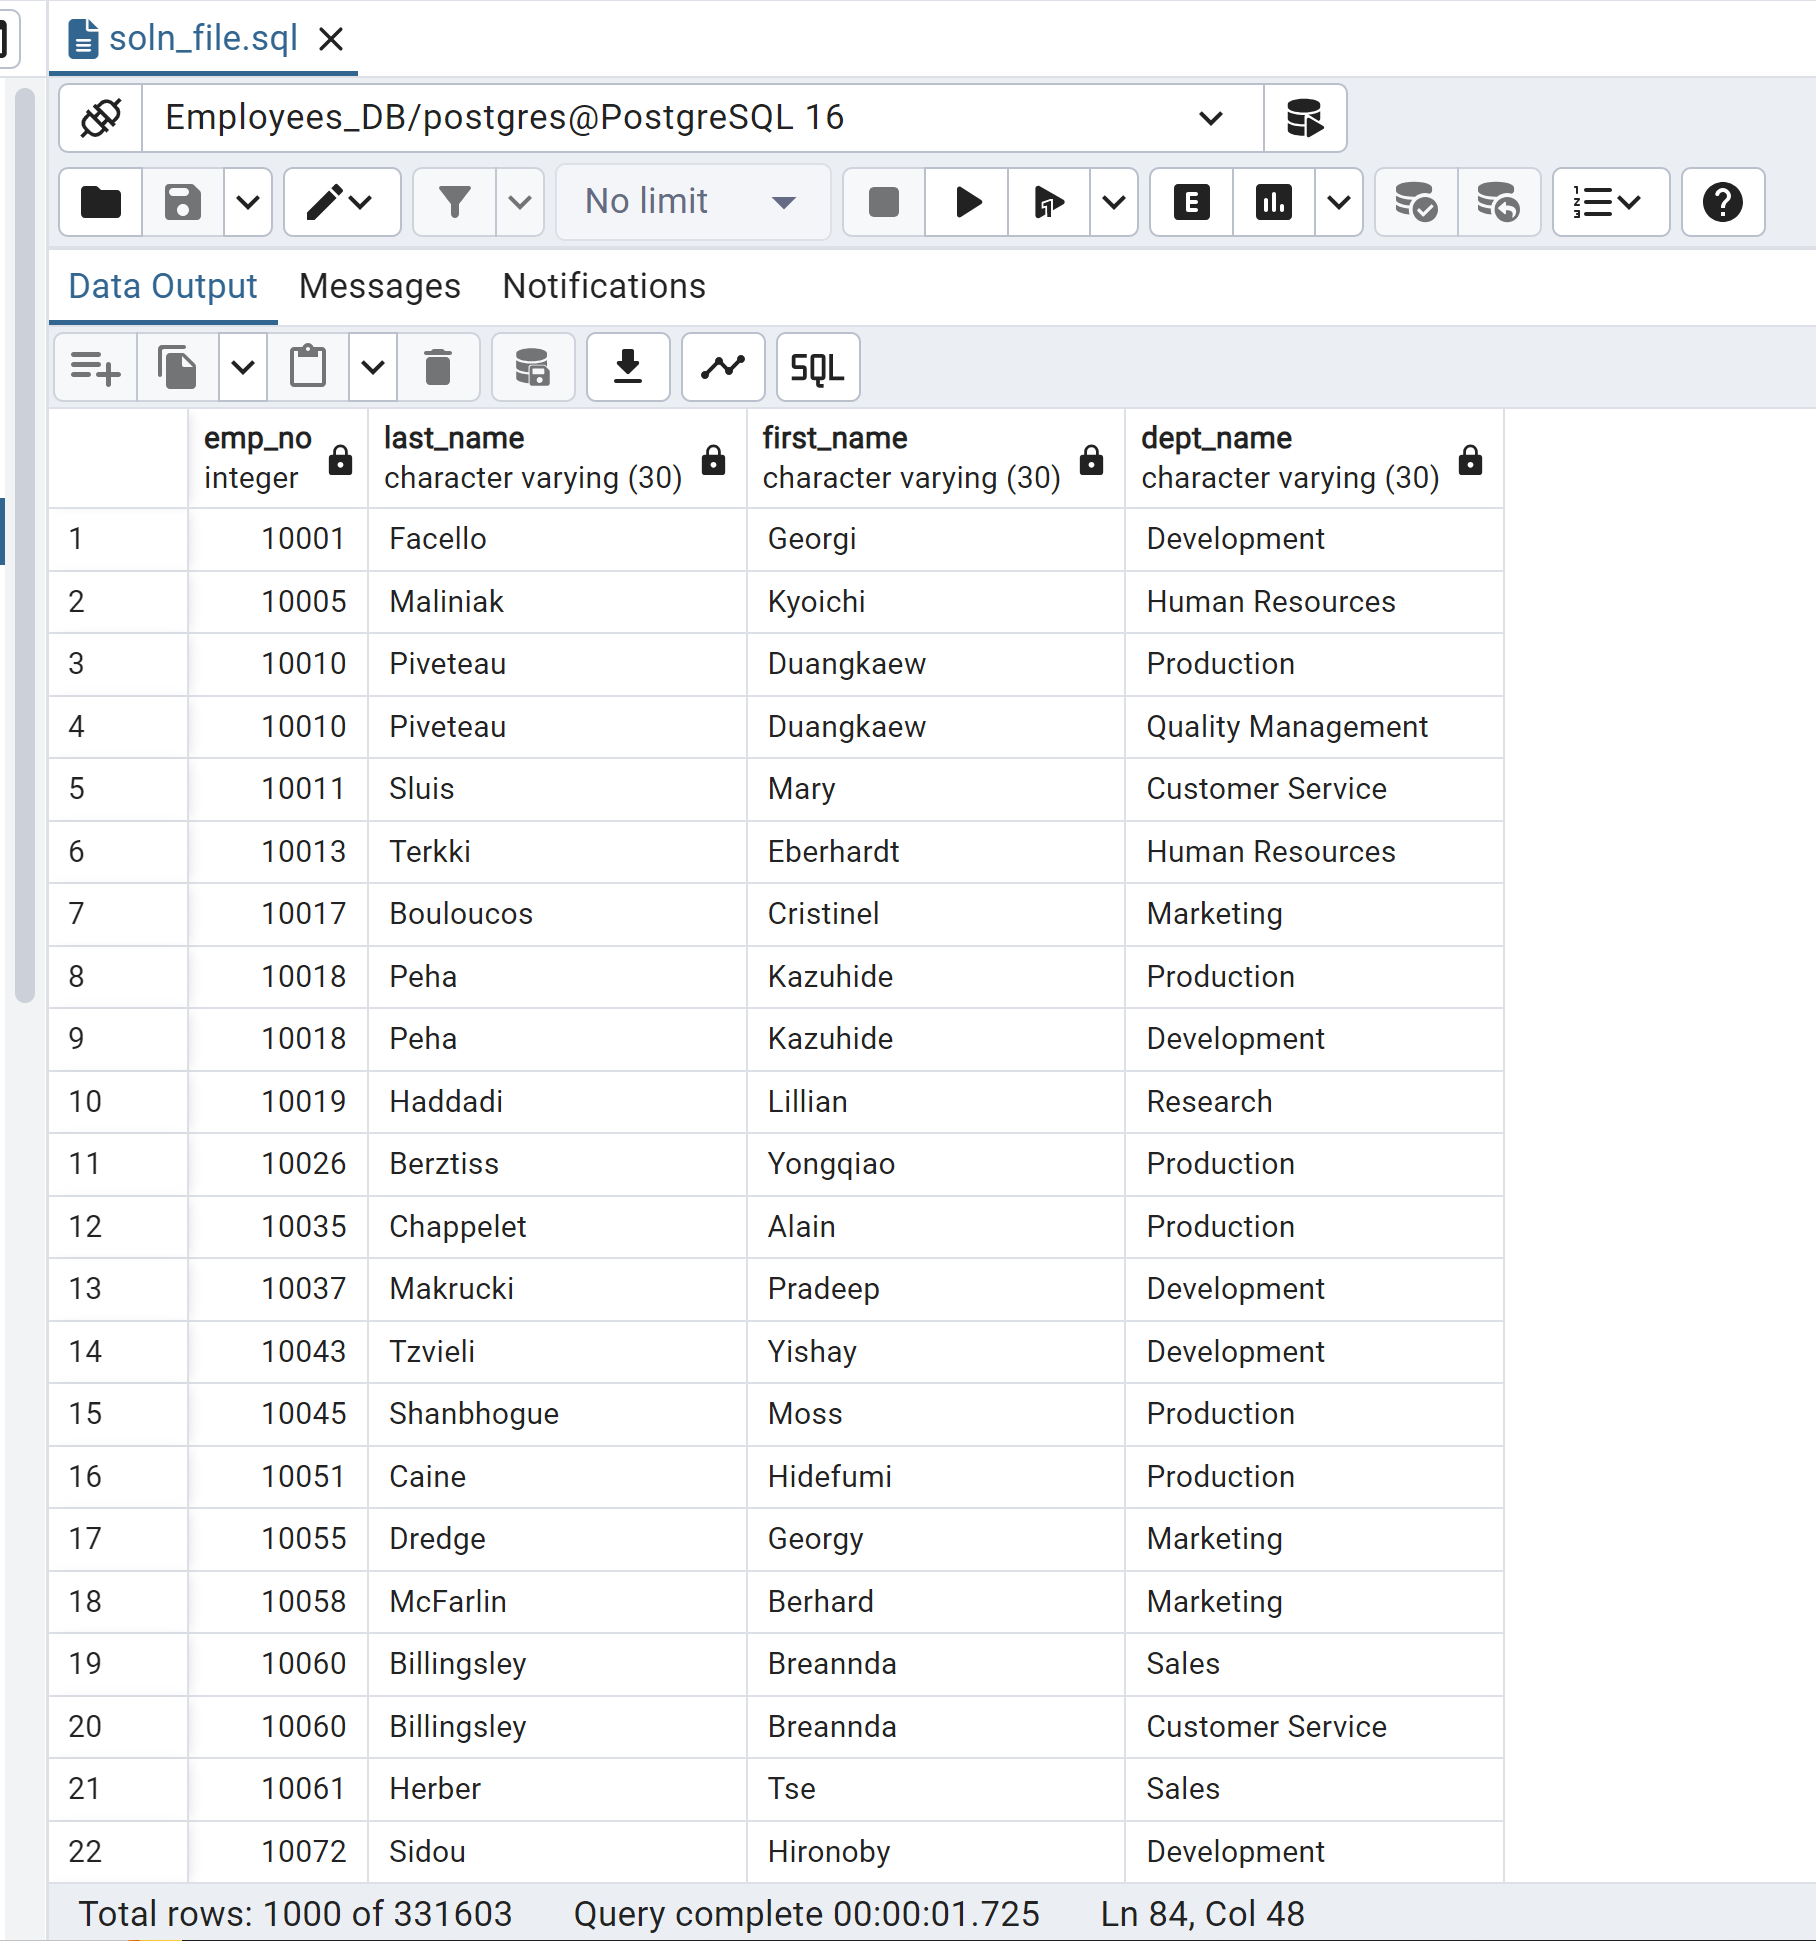 soln_file.sql
Employees_DB/postgres@PostgreSQL 16
No limit
Data Output Messages Notifications
SQL
emp_no last_name first_name dept_name
integer character varying (30) character varying (30) character varying (30)
1 10001 Facello Georgi Development
2 10005 Maliniak Kyoichi Human Resources
3 10010 Piveteau Duangkaew Production
4 10010 Piveteau Duangkaew Quality Management
5 10011 Sluis Mary Customer Service
6 10013 Terkki Eberhardt Human Resources
7 10017 Bouloucos Cristinel Marketing
8 10018 Peha Kazuhide Production
9 10018 Peha Kazuhide Development
10 10019 Haddadi Lillian Research
11 10026 Berztiss Yongqiao Production
12 10035 Chappelet Alain Production
13 10037 Makrucki Pradeep Development
14 10043 Tzvieli Yishay Development
15 10045 Shanbhogue Moss Production
16 10051 Caine Hidefumi Production
17 10055 Dredge Georgy Marketing
18 10058 McFarlin Berhard Marketing
19 10060 Billingsley Breannda Sales
20 10060 Billingsley Breannda Customer Service
21 10061 Herber Tse Sales
22 10072 Sidou Hironoby Development
Total rows: 1000 of 331603 Query complete 00:00:01.725 Ln 84, Col 48